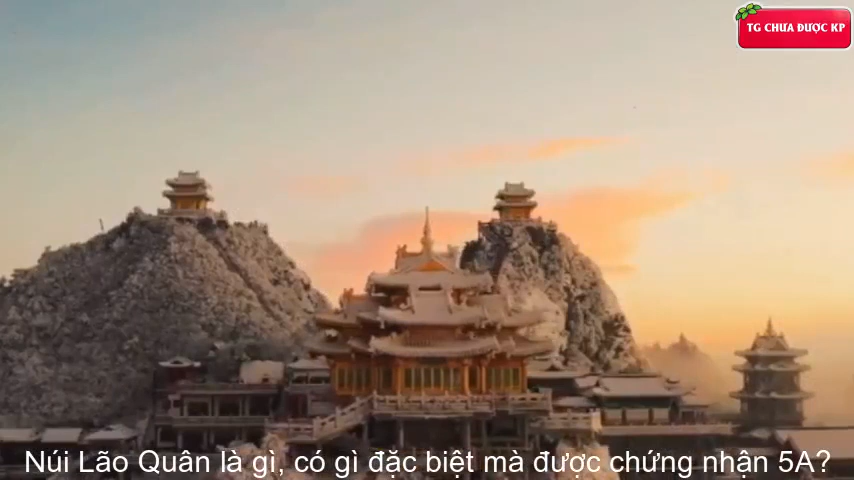 TG CHƯA ĐƯỢC KP
Núi Lão Quân là gì, có gì đặc biệt mà được chứng nhận 5A?